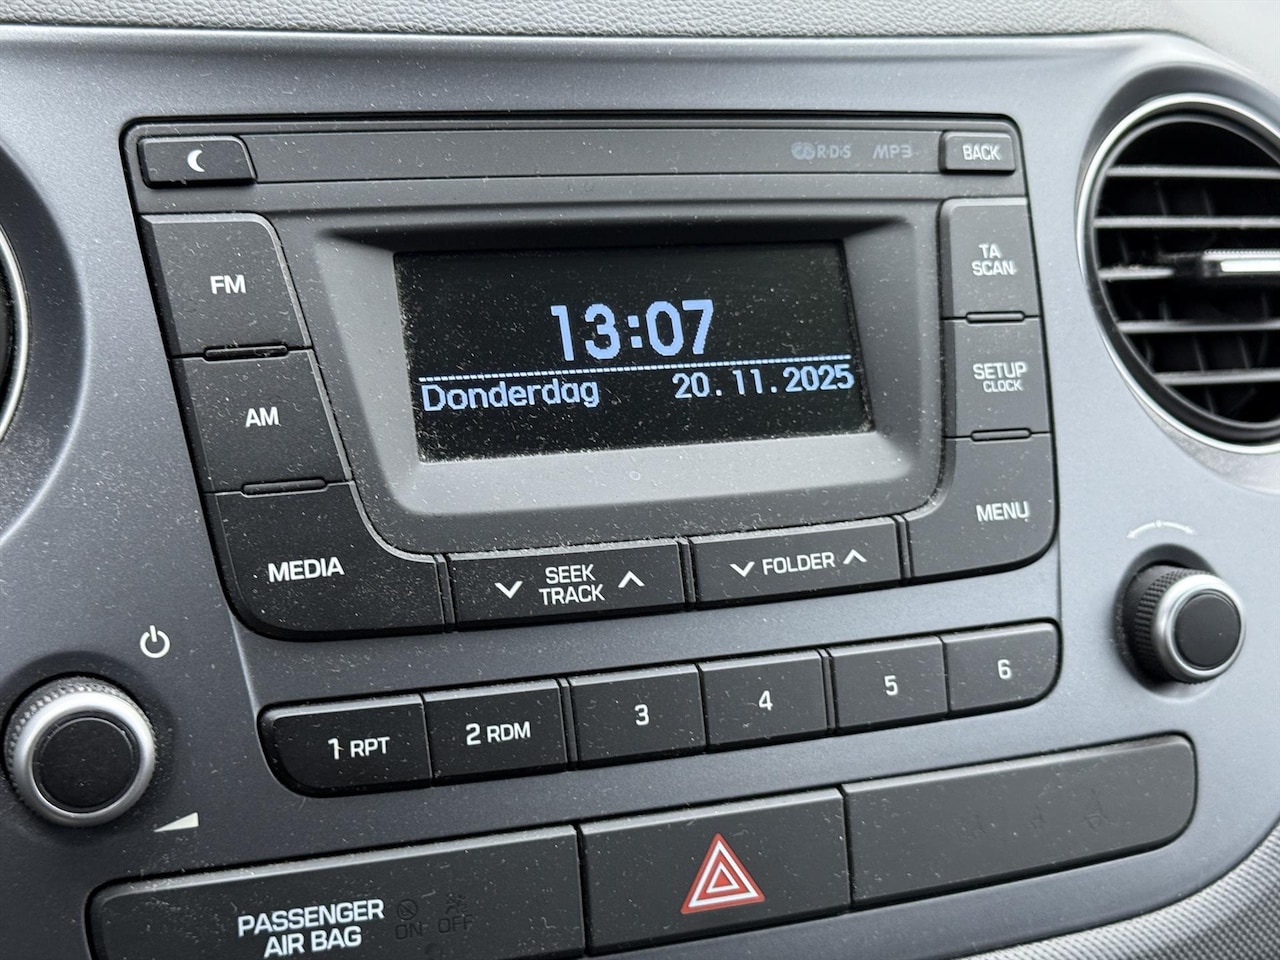 R·D·S MP3 BACK
FM
TA
SCAN
13:07
Donderdag 20.11.2025
SETUP
CLOCK
AM
MENU
MEDIA
SEEK
TRACK
FOLDER
1 RPT
2 RDM
3
4
5
6
PASSENGER
AIR BAG
ON OFF